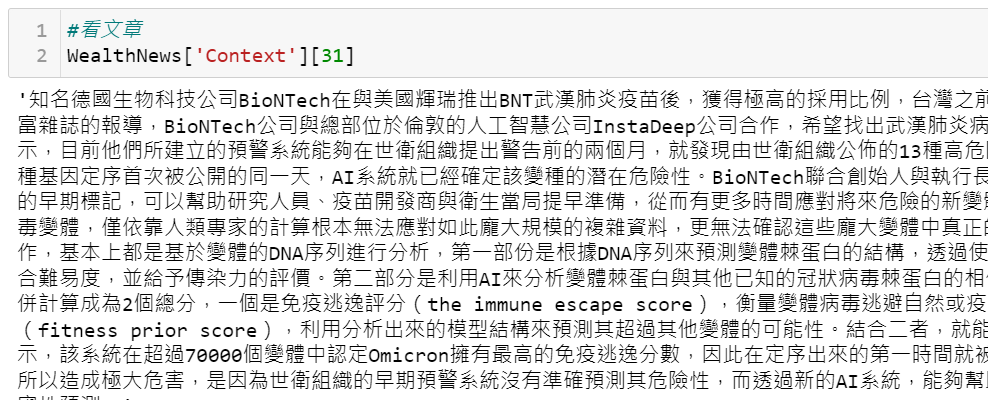 1 #看文章
2 WealthNews['Context'][31]
'知名德國生物科技公司BioNTech在與美國輝瑞推出BNT武漢肺炎疫苗後，獲得極高的採用比例，台灣之前
富雜誌的報導，BioNTech公司與總部位於倫敦的人工智慧公司InstaDeep公司合作，希望找出武漢肺炎病
示，目前他們所建立的預警系統能夠在世衛組織提出警告前的兩個月，就發現由世衛組織公佈的13種高危險
種基因定序首次被公開的同一天，AI系統就已經確定該變種的潛在危險性。BioNTech聯合創始人與執行長
的早期標記，可以幫助研究人員、疫苗開發商與衛生當局提早準備，從而有更多時間應對將來危險的新變
毒變體，僅依靠人類專家的計算根本無法應對如此龐大規模的複雜資料，更無法確認這些龐大變體中真正的
作，基本上都是基於變體的DNA序列進行分析，第一部份是根據DNA序列來預測變體棘蛋白的結構，透過使
合難易度，並給予傳染力的評價。第二部分是利用AI來分析變體棘蛋白與其他已知的冠狀病毒棘蛋白的相
併計算成為2個總分，一個是免疫逃逸評分（the immune escape score），衡量變體病毒逃避自然或疫
（fitness prior score），利用分析出來的模型結構來預測其超過其他變體的可能性。結合二者，就能
示，該系統在超過70000個變體中認定Omicron擁有最高的免疫逃逸分數，因此在定序出來的第一時間就被
所以造成極大危害，是因為世衛組織的早期預警系統沒有準確預測其危險性，而透過新的AI系統，能夠幫